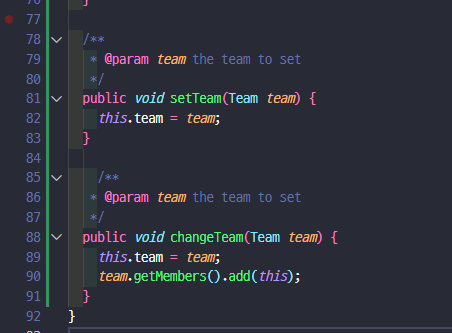 76 }
77
78 /**
79 * @param team the team to set
80 */
81 public void setTeam(Team team) {
82 this.team = team;
83 }
84
85 /**
86 * @param team the team to set
87 */
88 public void changeTeam(Team team) {
89 this.team = team;
90 team.getMembers().add(this);
91 }
92 }